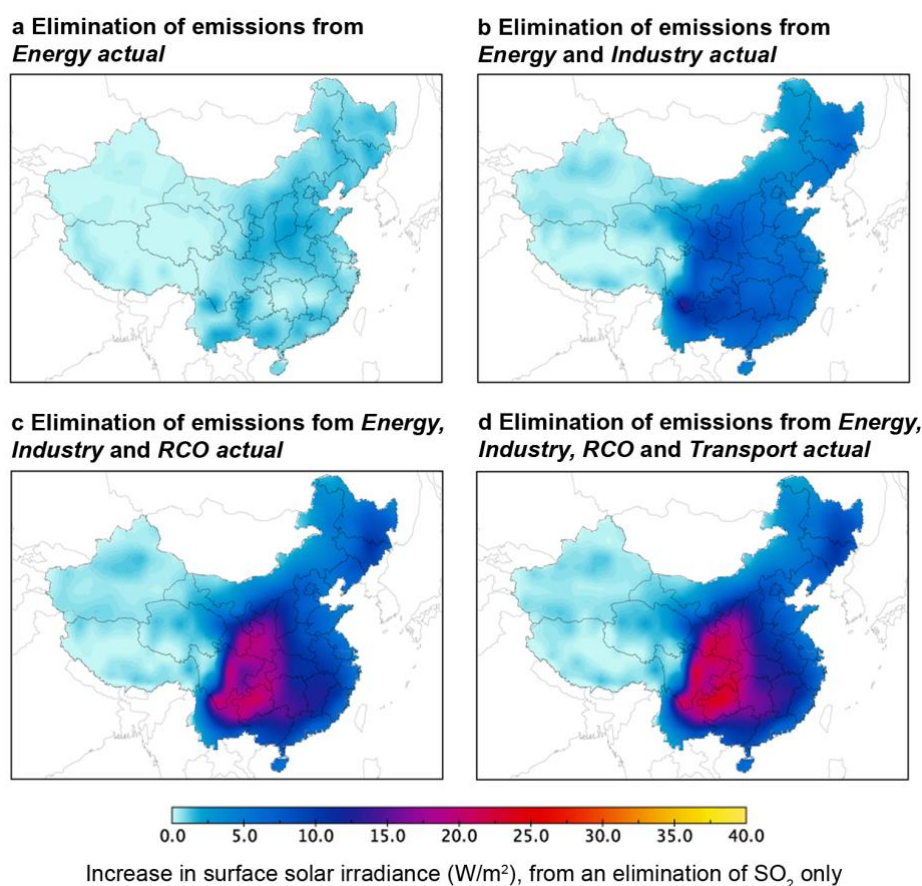 a Elimination of emissions from
Energy actual
b Elimination of emissions from
Energy and Industry actual
c Elimination of emissions fom Energy,
Industry and RCO actual
d Elimination of emissions from Energy,
Industry, RCO and Transport actual
0.0 5.0 10.0 15.0 20.0 25.0 30.0 35.0 40.0
Increase in surface solar irradiance (W/m²), from an elimination of SO₂ only